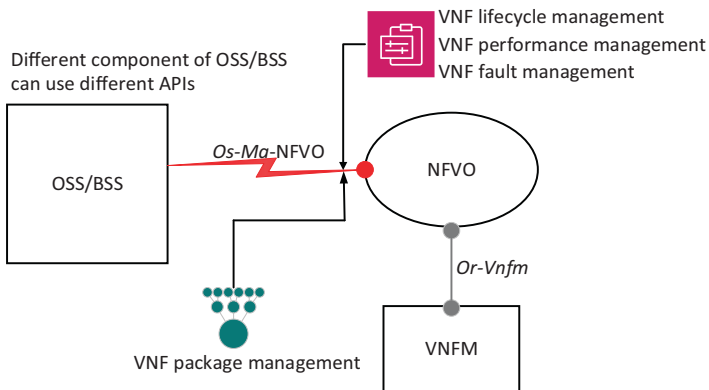 VNF lifecycle management
VNF performance management
VNF fault management
Different component of OSS/BSS
can use different APIs
Os-Ma-NFVO
OSS/BSS
NFVO
Or-Vnfm
VNFM
VNF package management